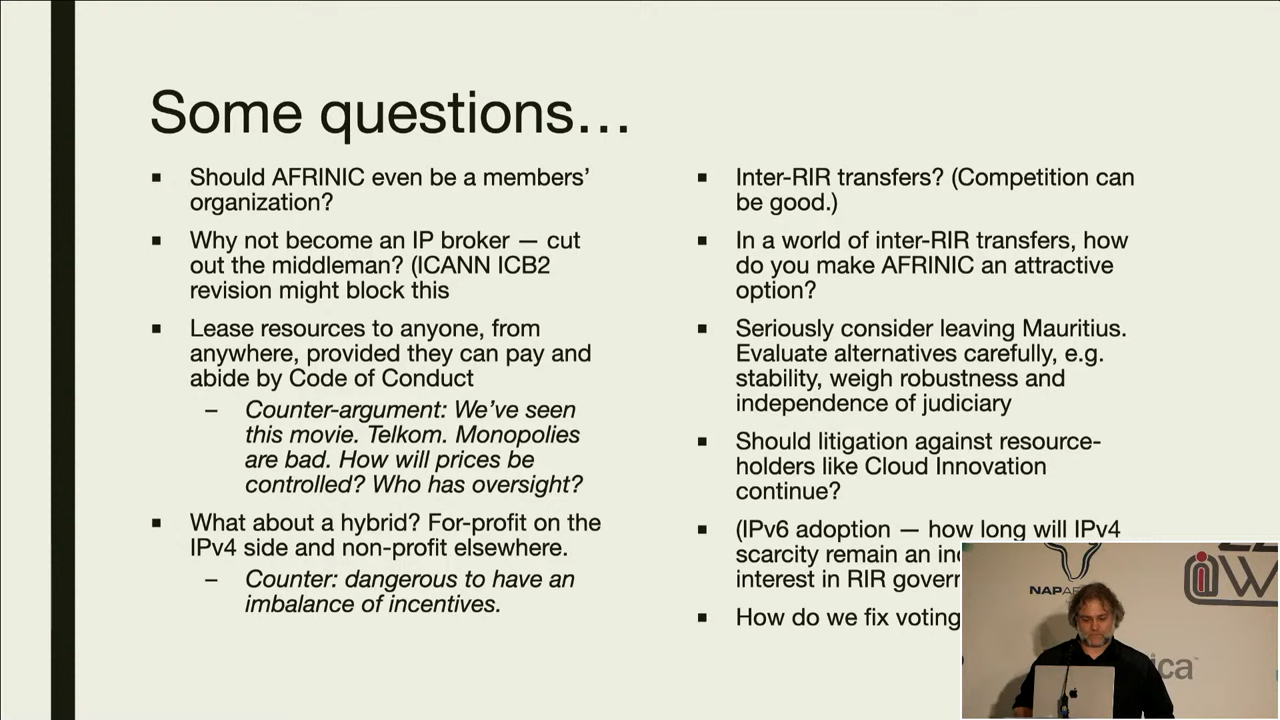 Some questions…
▪ Should AFRINIC even be a members'
organization?
▪ Why not become an IP broker — cut
out the middleman? (ICANN ICB2
revision might block this
▪ Lease resources to anyone, from
anywhere, provided they can pay and
abide by Code of Conduct
– Counter-argument: We've seen
this movie. Telkom. Monopolies
are bad. How will prices be
controlled? Who has oversight?
▪ What about a hybrid? For-profit on the
IPv4 side and non-profit elsewhere.
– Counter: dangerous to have an
imbalance of incentives.
▪ Inter-RIR transfers? (Competition can
be good.)
▪ In a world of inter-RIR transfers, how
do you make AFRINIC an attractive
option?
▪ Seriously consider leaving Mauritius.
Evaluate alternatives carefully, e.g.
stability, weigh robustness and
independence of judiciary
▪ Should litigation against resource-
holders like Cloud Innovation
continue?
▪ (IPv6 adoption — how long will IPv4
scarcity remain an
interest in RIR
▪ How do we fix voting